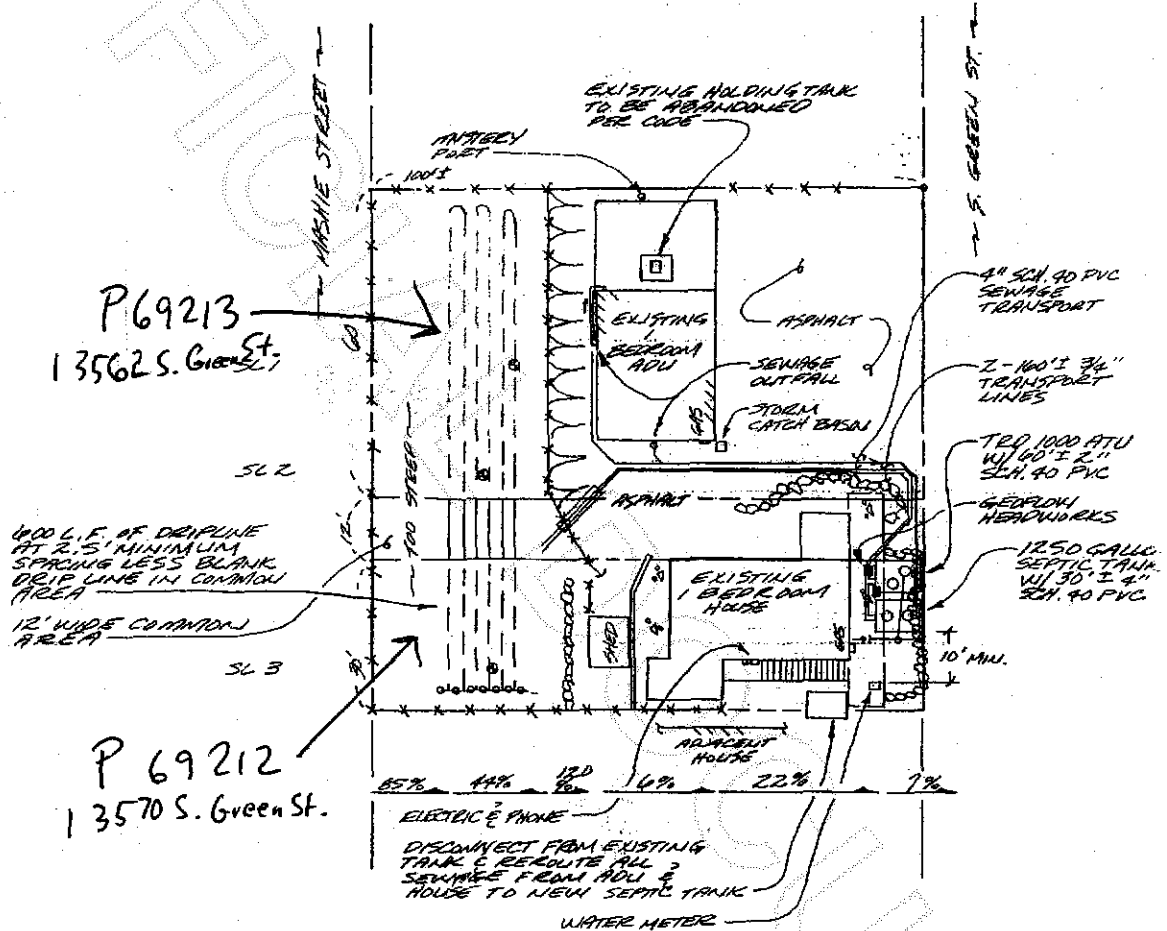 ~ MASHIE STREET ~
~ S. GREEN ST. ~
EXISTING HOLDING TANK
TO BE ABANDONED
PER CODE
MYSTERY
PORT
100'±
P69213
13562 S. Green St.
SL 1
60'
4" SCH. 40 PVC
SEWAGE
TRANSPORT
ASPHALT
EXISTING
BEDROOM
ADU
SEWAGE
OUTFALL
2-160'± 3/4"
TRANSPORT
LINES
GAS
STORM
CATCH BASIN
TRD 1000 ATU
W/ 60'± 2"
SCH. 40 PVC
SL 2
~ TOO STEEP ~
12'
ASPHALT
GEOFLOW
HEADWORKS
600 L.F. OF DRIPLINE
AT 2.5' MINIMUM
SPACING LESS BLANK
DRIP LINE IN COMMON
AREA
1250 GALLO
SEPTIC TANK
W/ 30'± 4"
SCH. 40 PVC
EXISTING
1 BEDROOM
HOUSE
12' WIDE COMMON
AREA
SHED
GAS
SL 3
30'
10' MIN.
P 69212
13570 S. Green St.
ADJACENT
HOUSE
65% 44% 120% 6% 22% 7%
ELECTRIC & PHONE
DISCONNECT FROM EXISTING
TANK & REROUTE ALL
SEWAGE FROM ADU &
HOUSE TO NEW SEPTIC TANK
WATER METER